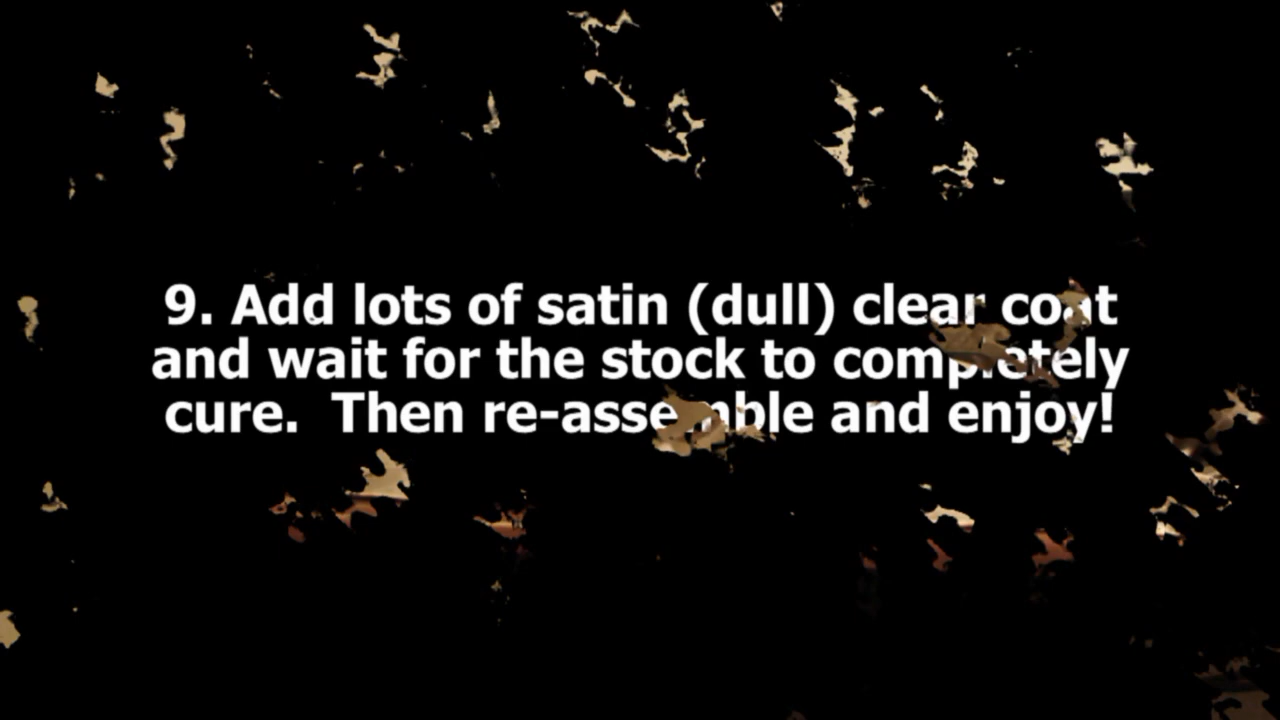 9. Add lots of satin (dull) clear coat
and wait for the stock to completely
cure. Then re-assemble and enjoy!